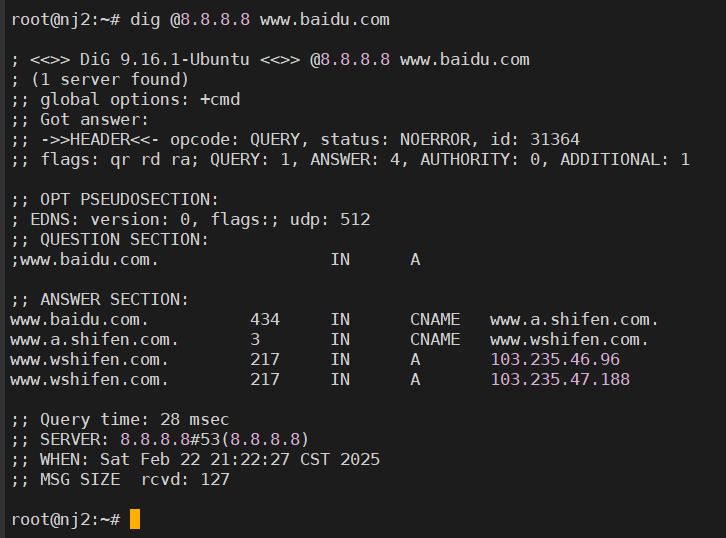 root@nj2:~# dig @8.8.8.8 www.baidu.com
; <<>> DiG 9.16.1-Ubuntu <<>> @8.8.8.8 www.baidu.com
; (1 server found)
;; global options: +cmd
;; Got answer:
;; ->>HEADER<<- opcode: QUERY, status: NOERROR, id: 31364
;; flags: qr rd ra; QUERY: 1, ANSWER: 4, AUTHORITY: 0, ADDITIONAL: 1
;; OPT PSEUDOSECTION:
; EDNS: version: 0, flags:; udp: 512
;; QUESTION SECTION:
;www.baidu.com. IN A
;; ANSWER SECTION:
www.baidu.com. 434 IN CNAME www.a.shifen.com.
www.a.shifen.com. 3 IN CNAME www.wshifen.com.
www.wshifen.com. 217 IN A 103.235.46.96
www.wshifen.com. 217 IN A 103.235.47.188
;; Query time: 28 msec
;; SERVER: 8.8.8.8#53(8.8.8.8)
;; WHEN: Sat Feb 22 21:22:27 CST 2025
;; MSG SIZE  rcvd: 127
root@nj2:~#